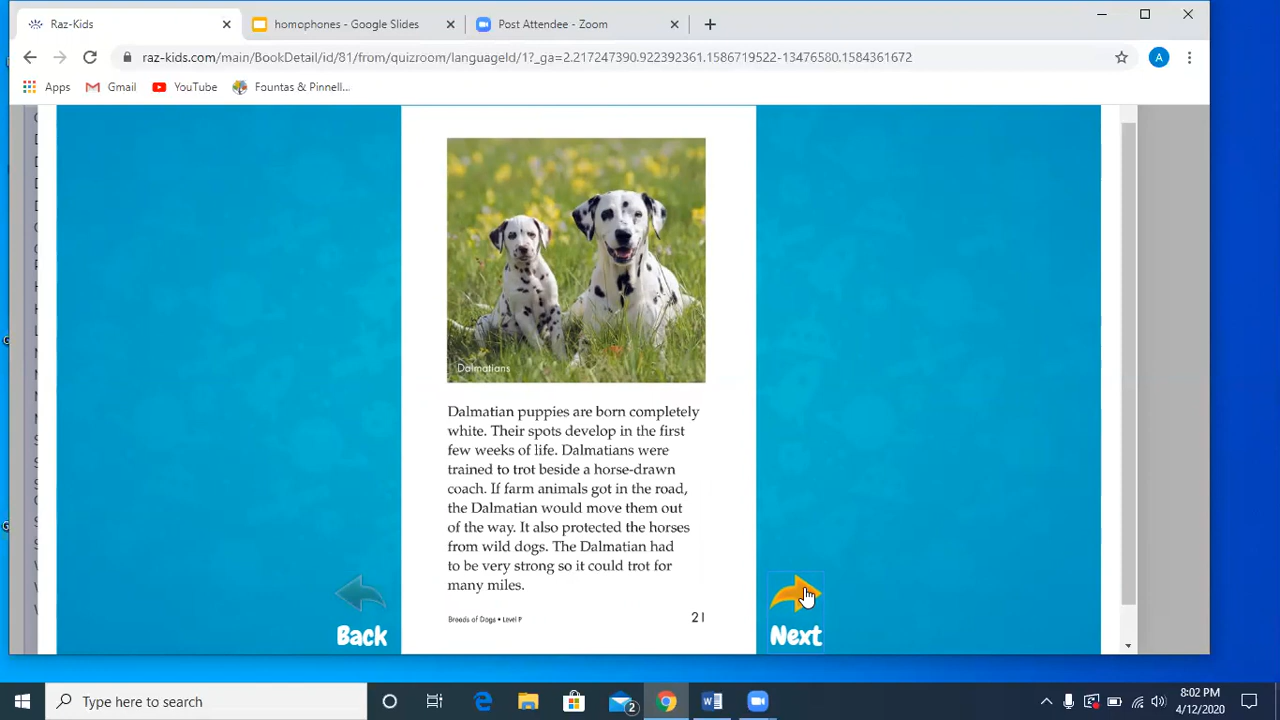 Raz-Kids
homophones - Google Slides
Post Attendee - Zoom
raz-kids.com/main/BookDetail/id/81/from/quizroom/languageId/1?_ga=2.217247390.922392361.1586719522-13476580.1584361672
A
Apps
Gmail
YouTube
Fountas & Pinnell...
Dalmatians
Dalmatian puppies are born completely
white. Their spots develop in the first
few weeks of life. Dalmatians were
trained to trot beside a horse-drawn
coach. If farm animals got in the road,
the Dalmatian would move them out
of the way. It also protected the horses
from wild dogs. The Dalmatian had
to be very strong so it could trot for
many miles.
Breeds of Dogs • Level P
21
Back
Next
Type here to search
2
8:02 PM
4/12/2020